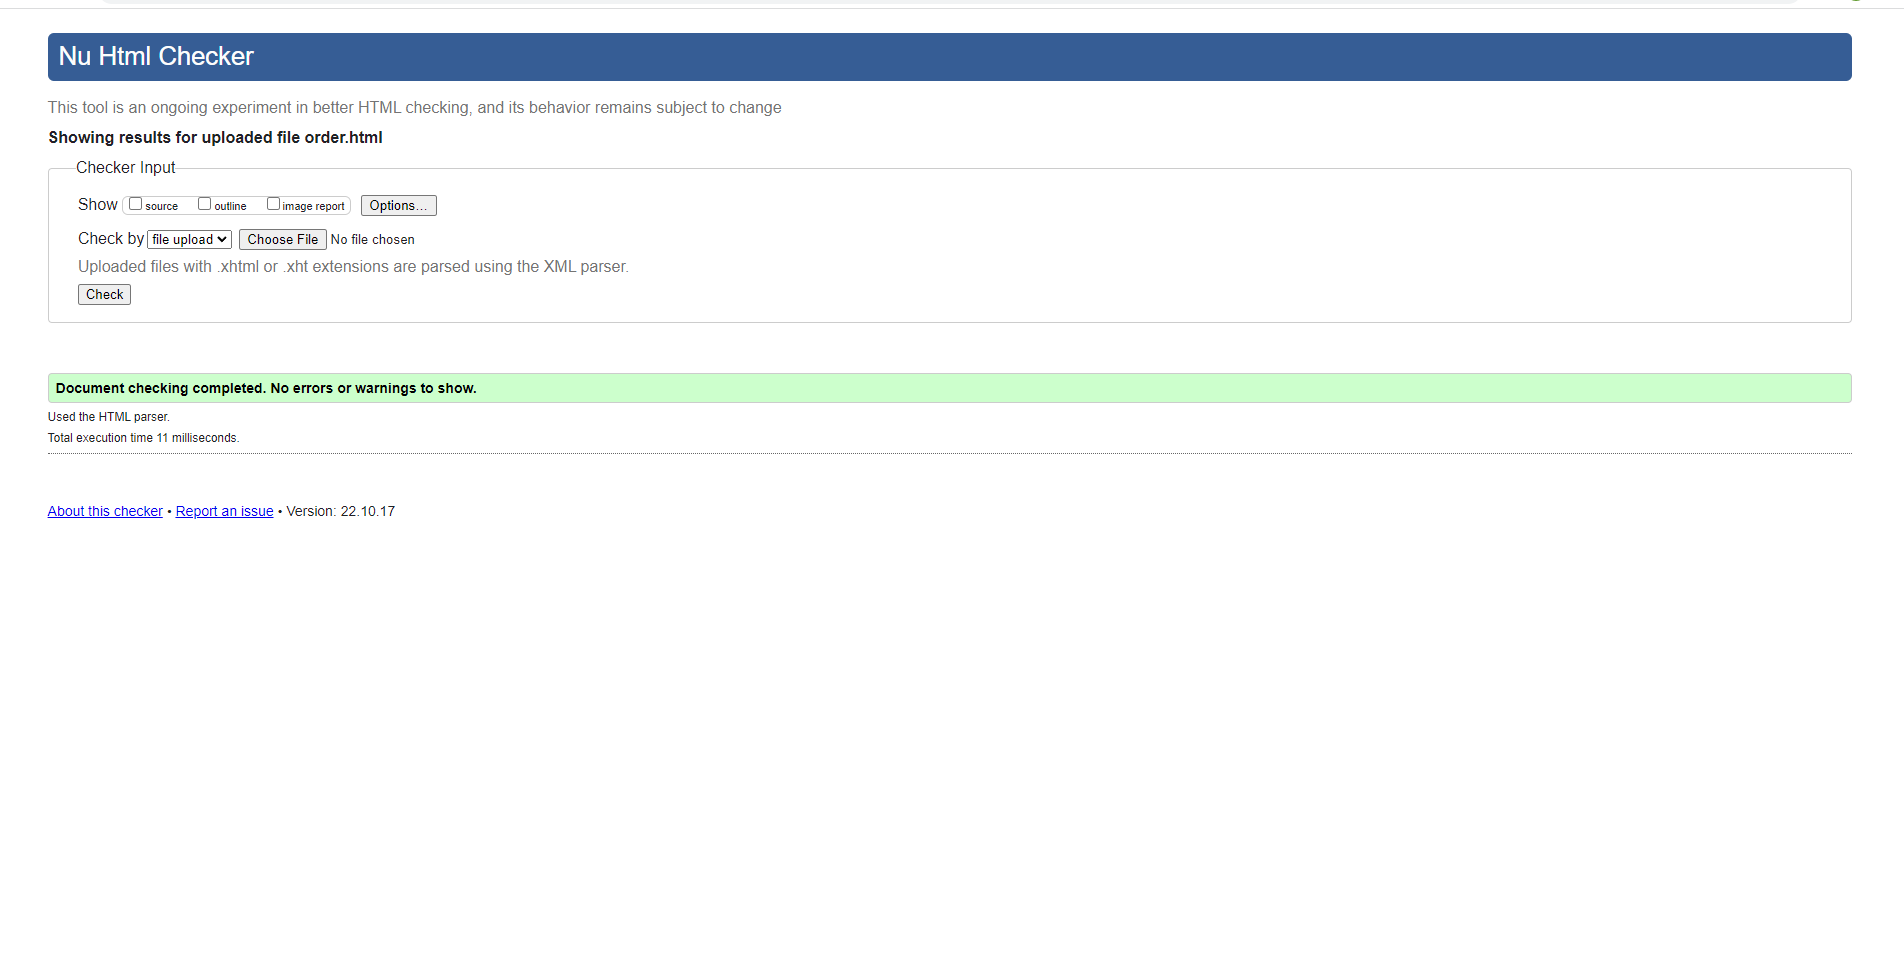 Nu Html Checker
This tool is an ongoing experiment in better HTML checking, and its behavior remains subject to change
Showing results for uploaded file order.html
Checker Input
Show source outline image report Options...
Check by file upload Choose File No file chosen
Uploaded files with .xhtml or .xht extensions are parsed using the XML parser.
Check
Document checking completed. No errors or warnings to show.
Used the HTML parser.
Total execution time 11 milliseconds.
About this checker • Report an issue • Version: 22.10.17